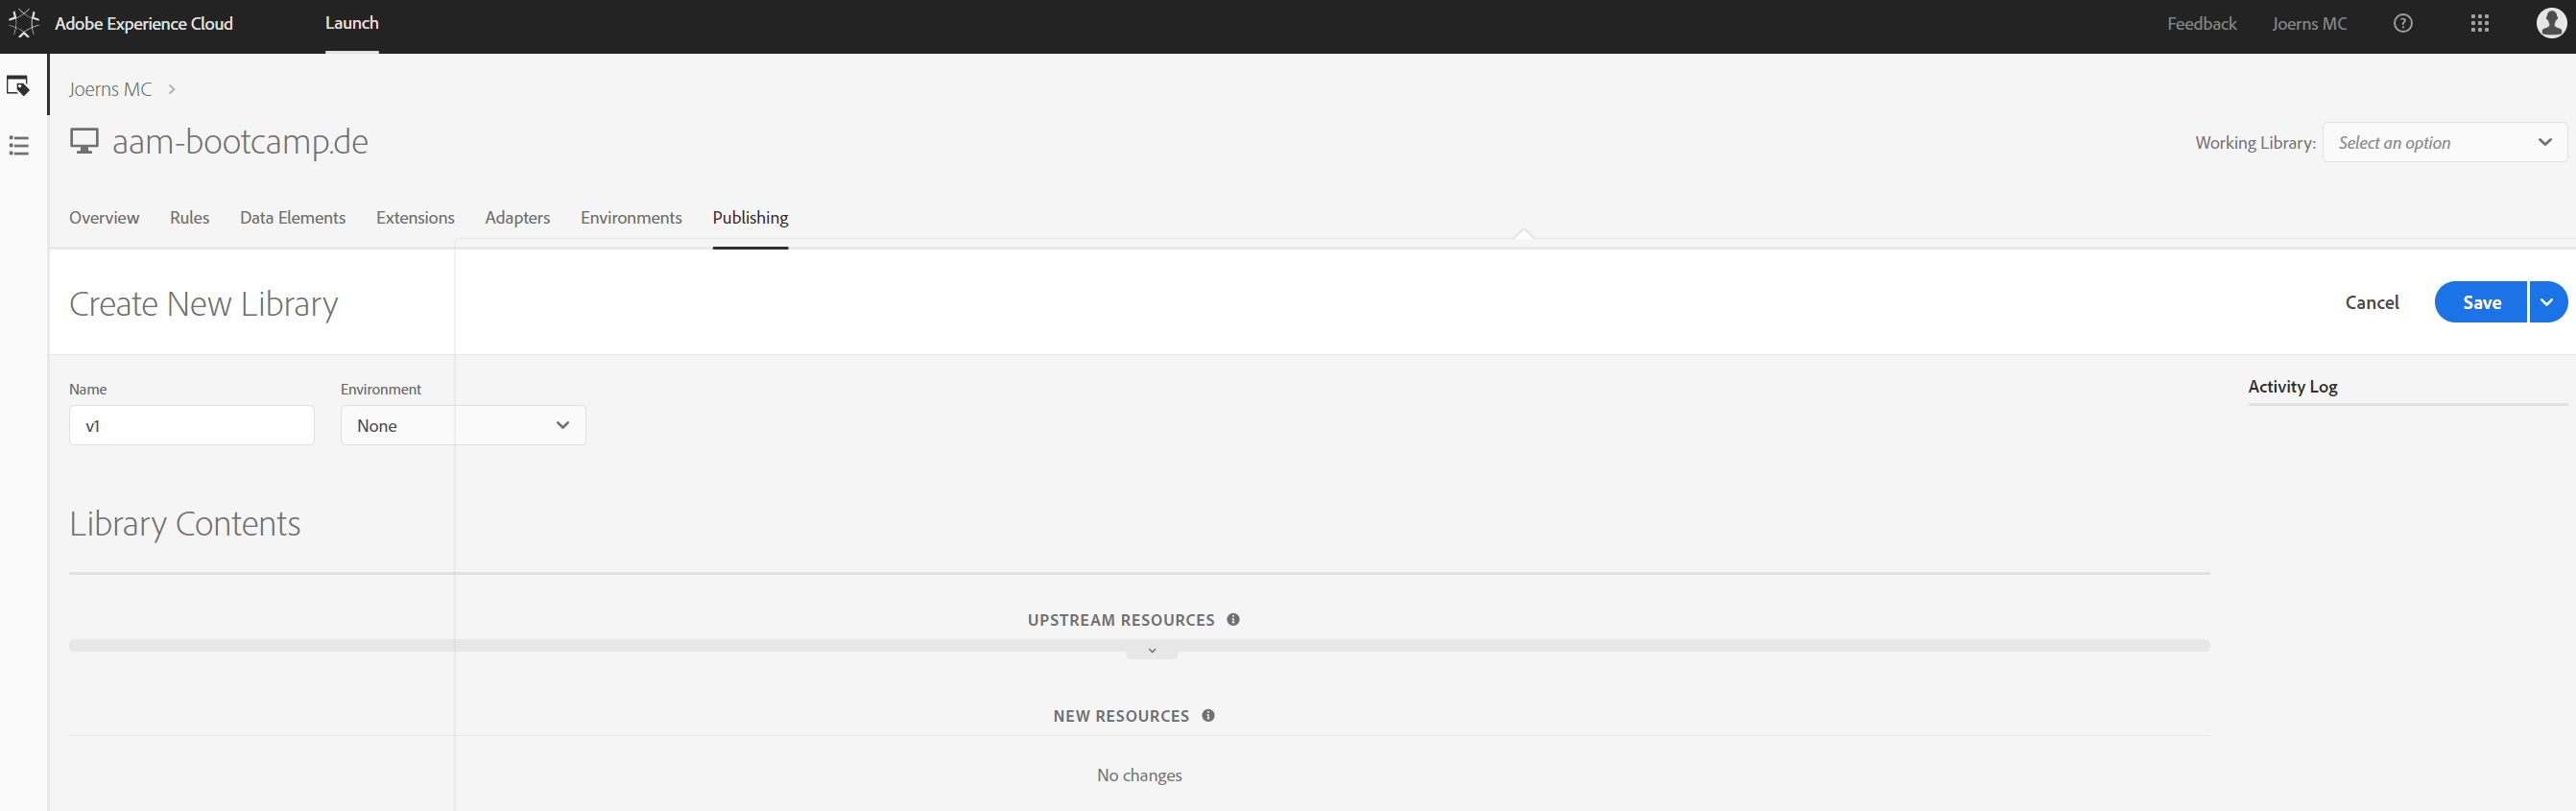 Adobe Experience Cloud Launch Feedback Joerns MC
Joerns MC
aam-bootcamp.de
Working Library: Select an option
Overview Rules Data Elements Extensions Adapters Environments Publishing
Create New Library
Cancel Save
Name Environment
Activity Log
v1 None
Library Contents
UPSTREAM RESOURCES
NEW RESOURCES
No changes